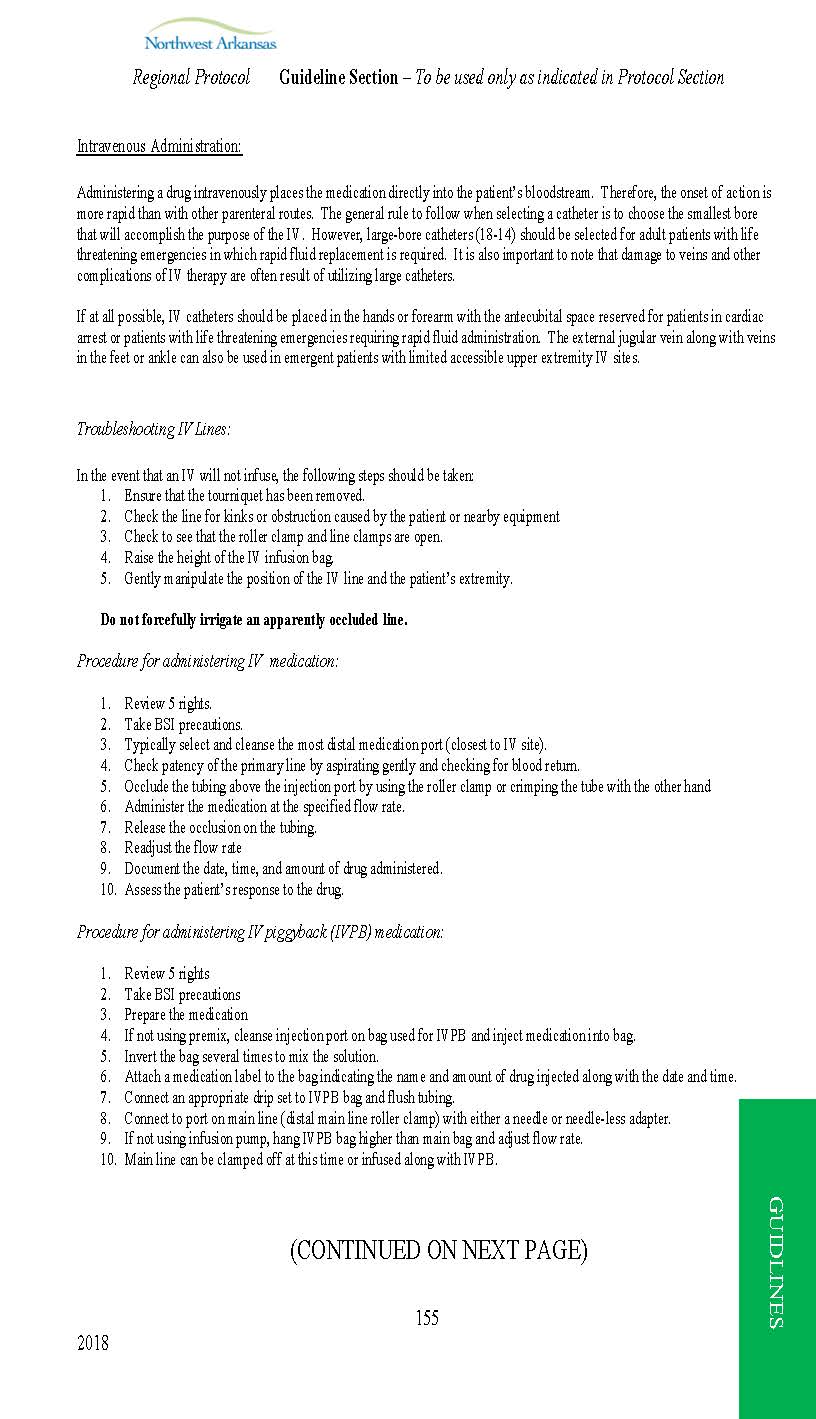 Northwest Arkansas
Regional Protocol Guideline Section – To be used only as indicated in Protocol Section
Intravenous Administration:
Administering a drug intravenously places the medication directly into the patient's bloodstream. Therefore, the onset of action is
more rapid than with other parenteral routes. The general rule to follow when selecting a catheter is to choose the smallest bore
that will accomplish the purpose of the IV. However, large-bore catheters (18-14) should be selected for adult patients with life
threatening emergencies in which rapid fluid replacement is required. It is also important to note that damage to veins and other
complications of IV therapy are often result of utilizing large catheters.
If at all possible, IV catheters should be placed in the hands or forearm with the antecubital space reserved for patients in cardiac
arrest or patients with life threatening emergencies requiring rapid fluid administration. The external jugular vein along with veins
in the feet or ankle can also be used in emergent patients with limited accessible upper extremity IV sites.
Troubleshooting IV Lines:
In the event that an IV will not infuse, the following steps should be taken:
1. Ensure that the tourniquet has been removed.
2. Check the line for kinks or obstruction caused by the patient or nearby equipment
3. Check to see that the roller clamp and line clamps are open.
4. Raise the height of the IV infusion bag.
5. Gently manipulate the position of the IV line and the patient's extremity.
Do not forcefully irrigate an apparently occluded line.
Procedure for administering IV medication:
1. Review 5 rights.
2. Take BSI precautions.
3. Typically select and cleanse the most distal medication port (closest to IV site).
4. Check patency of the primary line by aspirating gently and checking for blood return.
5. Occlude the tubing above the injection port by using the roller clamp or crimping the tube with the other hand
6. Administer the medication at the specified flow rate.
7. Release the occlusion on the tubing.
8. Readjust the flow rate
9. Document the date, time, and amount of drug administered.
10. Assess the patient's response to the drug.
Procedure for administering IV piggyback (IVPB) medication:
1. Review 5 rights
2. Take BSI precautions
3. Prepare the medication
4. If not using premix, cleanse injection port on bag used for IVPB and inject medication into bag.
5. Invert the bag several times to mix the solution.
6. Attach a medication label to the bag indicating the name and amount of drug injected along with the date and time.
7. Connect an appropriate drip set to IVPB bag and flush tubing.
8. Connect to port on main line (distal main line roller clamp) with either a needle or needle-less adapter.
9. If not using infusion pump, hang IVPB bag higher than main bag and adjust flow rate.
10. Main line can be clamped off at this time or infused along with IVPB.
GUIDLINES
(CONTINUED ON NEXT PAGE)
155
2018